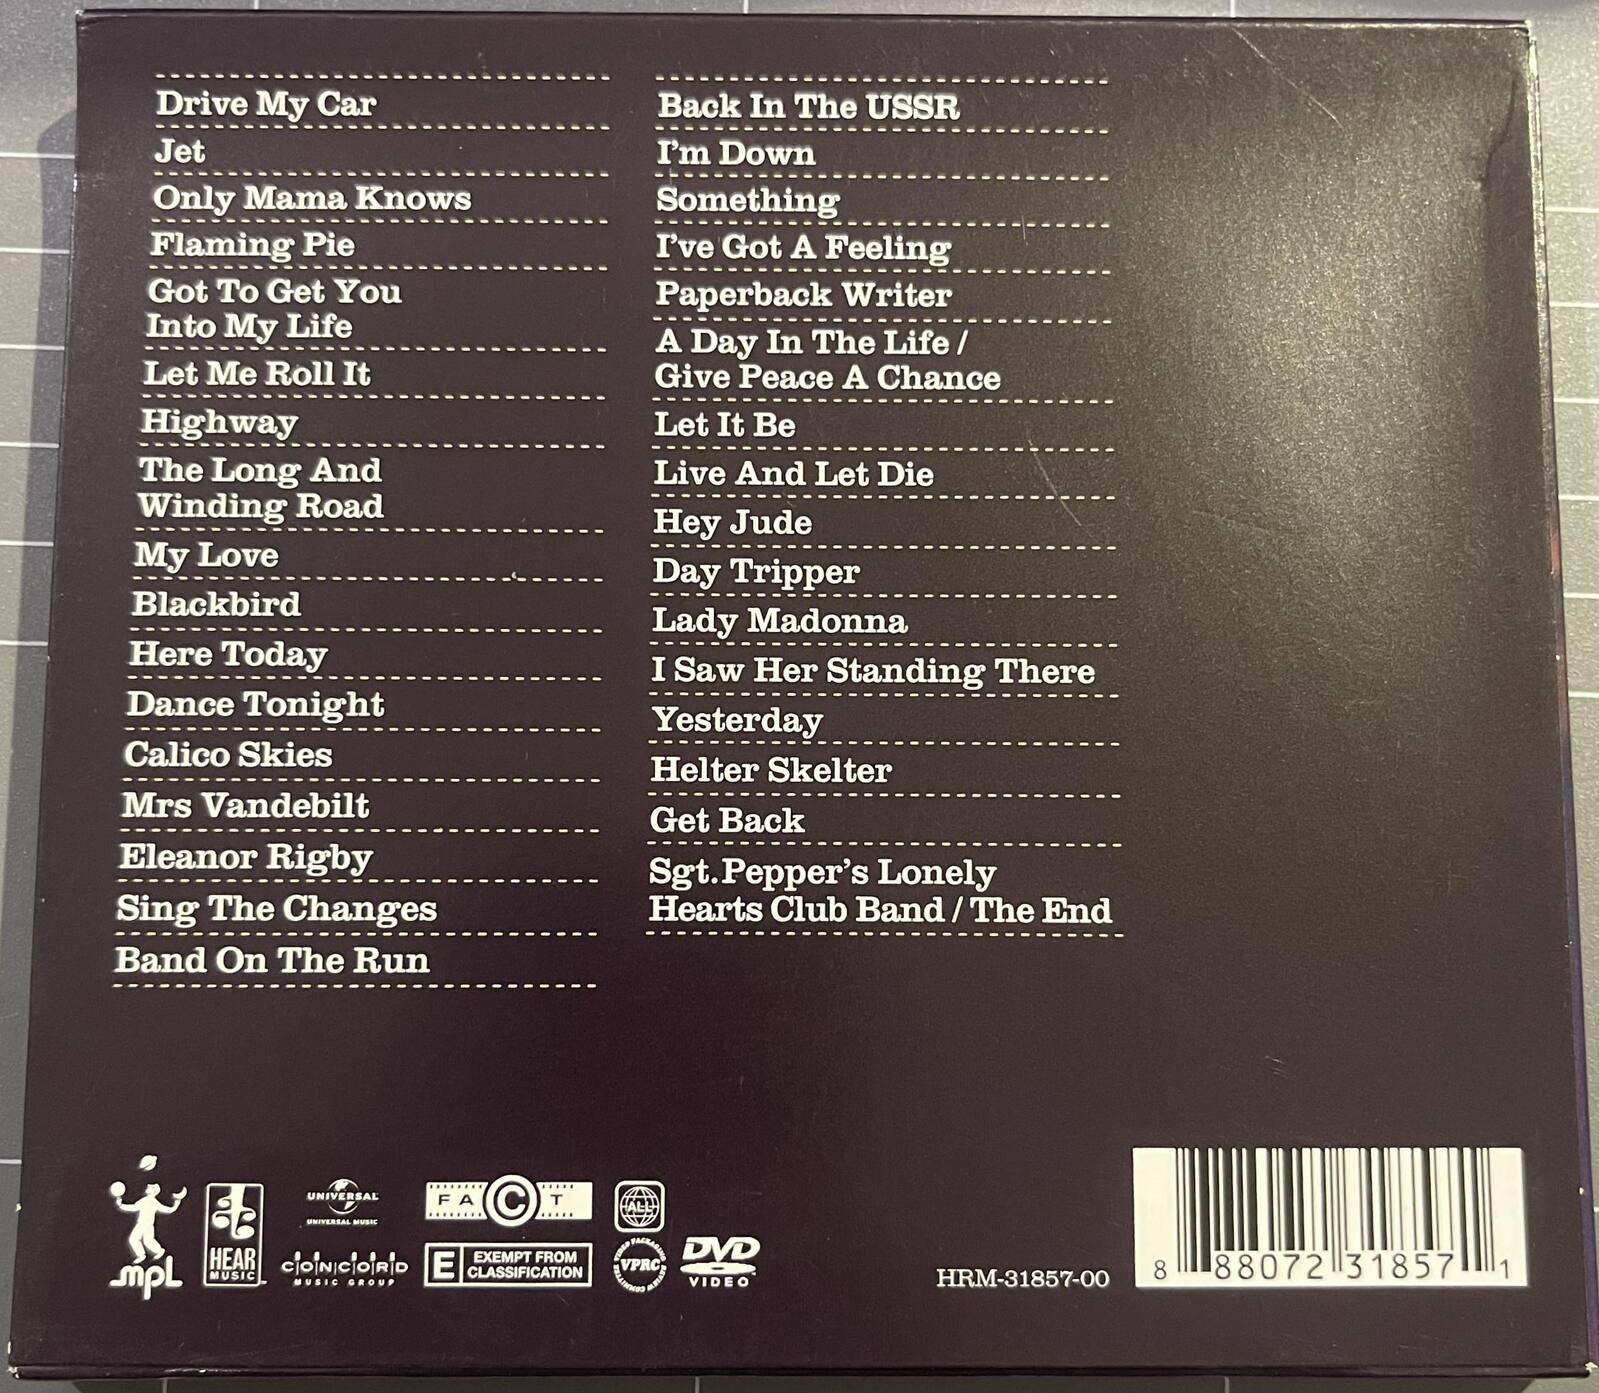 Drive My Car
Jet
Only Mama Knows
Flaming Pie
Got To Get You
Into My Life
Let Me Roll It
Highway
The Long And
Winding Road
My Love
Blackbird
Here Today
Dance Tonight
Calico Skies
Mrs Vandebilt
Eleanor Rigby
Sing The Changes
Band On The Run
Back In The USSR
I'm Down
Something
I've Got A Feeling
Paperback Writer
A Day In The Life /
Give Peace A Chance
Let It Be
Live And Let Die
Hey Jude
Day Tripper
Lady Madonna
I Saw Her Standing There
Yesterday
Helter Skelter
Get Back
Sgt.Pepper's Lonely
Hearts Club Band / The End
mpL
HEAR
MUSIC
UNIVERSAL
UNIVERSAL MUSIC
CONCORD
MUSIC GROUP
FACT
E EXEMPT FROM
CLASSIFICATION
ALL
VIDEO PACKAGING REVIEW COMMITTEE
VPRC
DVD
VIDEO
HRM-31857-00
8 88072 31857 1